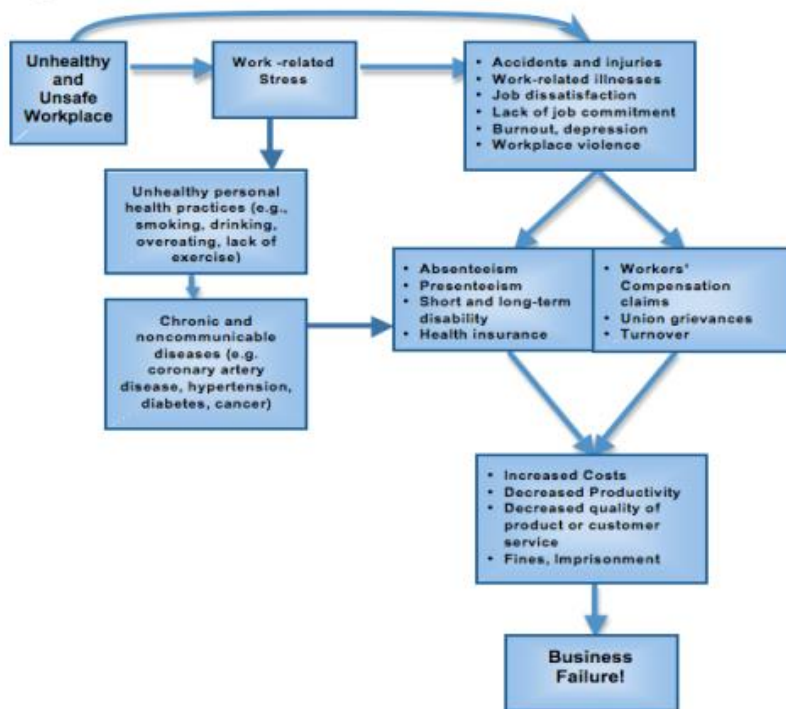 Unhealthy
and
Unsafe
Workplace
Work -related
Stress
• Accidents and injuries
• Work-related illnesses
• Job dissatisfaction
• Lack of job commitment
• Burnout, depression
• Workplace violence
Unhealthy personal
health practices (e.g.,
smoking, drinking,
overeating, lack of
exercise)
• Absenteeism
• Presenteeism
• Short and long-term
disability
• Health insurance
• Workers'
Compensation
claims
• Union grievances
• Turnover
Chronic and
noncommunicable
diseases (e.g.
coronary artery
disease, hypertension,
diabetes, cancer)
• Increased Costs
• Decreased Productivity
• Decreased quality of
product or customer
service
• Fines, Imprisonment
Business
Failure!